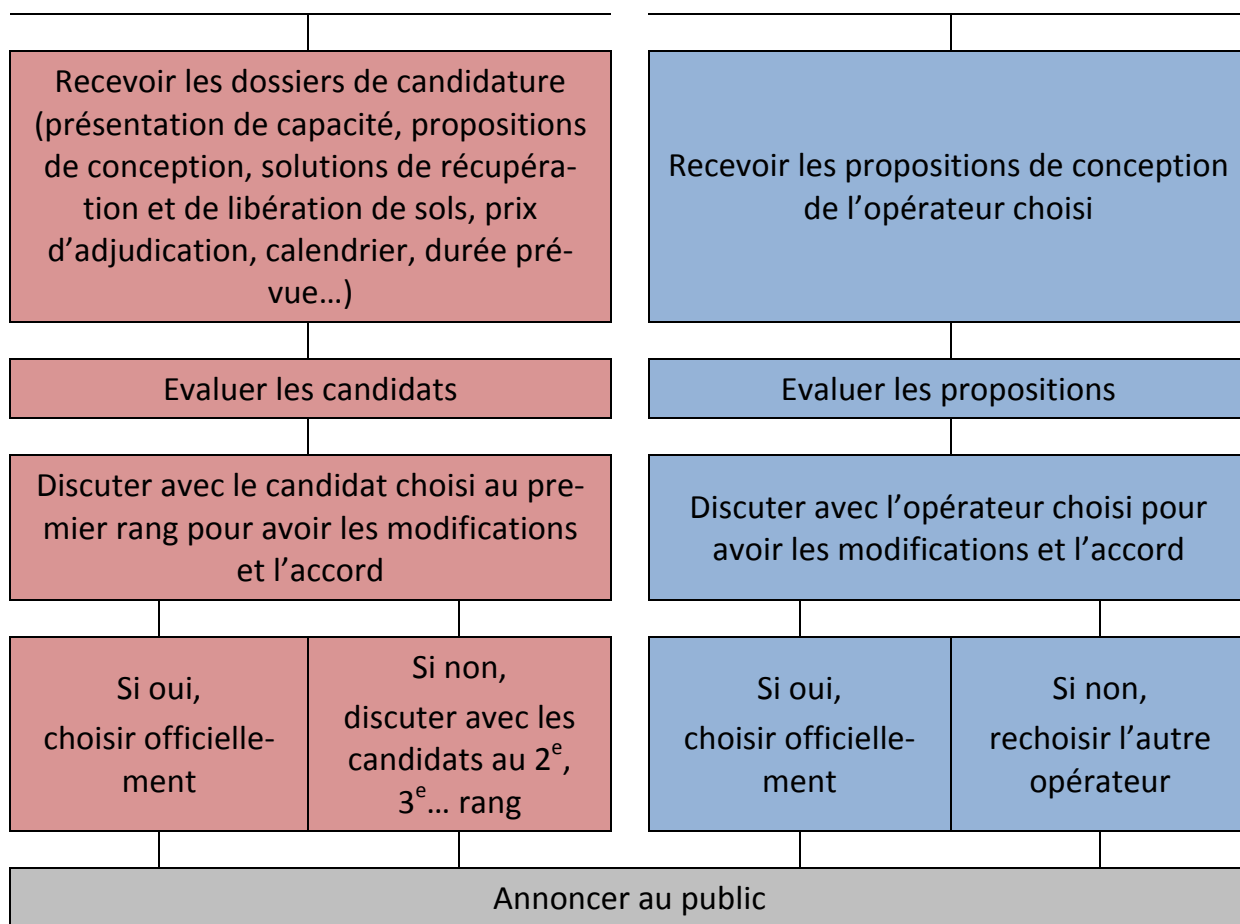 Recevoir les dossiers de candidature
(présentation de capacité, propositions
de conception, solutions de récupéra-
tion et de libération de sols, prix
d’adjudication, calendrier, durée pré-
vue…)
Recevoir les propositions de conception
de l’opérateur choisi
Evaluer les candidats
Evaluer les propositions
Discuter avec le candidat choisi au pre-
mier rang pour avoir les modifications
et l’accord
Discuter avec l’opérateur choisi pour
avoir les modifications et l’accord
Si oui,
choisir officielle-
ment
Si non,
discuter avec les
candidats au 2e,
3e… rang
Si oui,
choisir officielle-
ment
Si non,
rechoisir l’autre
opérateur
Annoncer au public